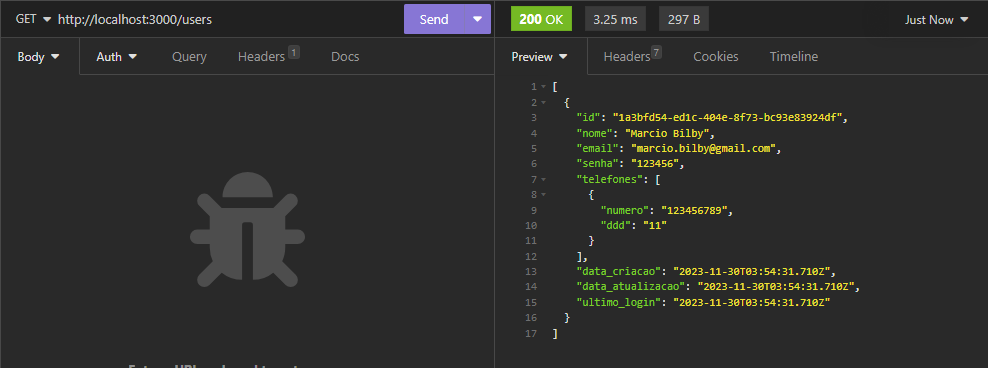 GET http://localhost:3000/users Send 200 OK 3.25 ms 297 B Just Now
Body Auth Query Headers 1 Docs Preview Headers 7 Cookies Timeline
1 [
2 {
3 "id": "1a3bfd54-ed1c-404e-8f73-bc93e83924df",
4 "nome": "Marcio Bilby",
5 "email": "marcio.bilby@gmail.com",
6 "senha": "123456",
7 "telefones": [
8 {
9 "numero": "123456789",
10 "ddd": "11"
11 }
12 ],
13 "data_criacao": "2023-11-30T03:54:31.710Z",
14 "data_atualizacao": "2023-11-30T03:54:31.710Z",
15 "ultimo_login": "2023-11-30T03:54:31.710Z"
16 }
17 ]